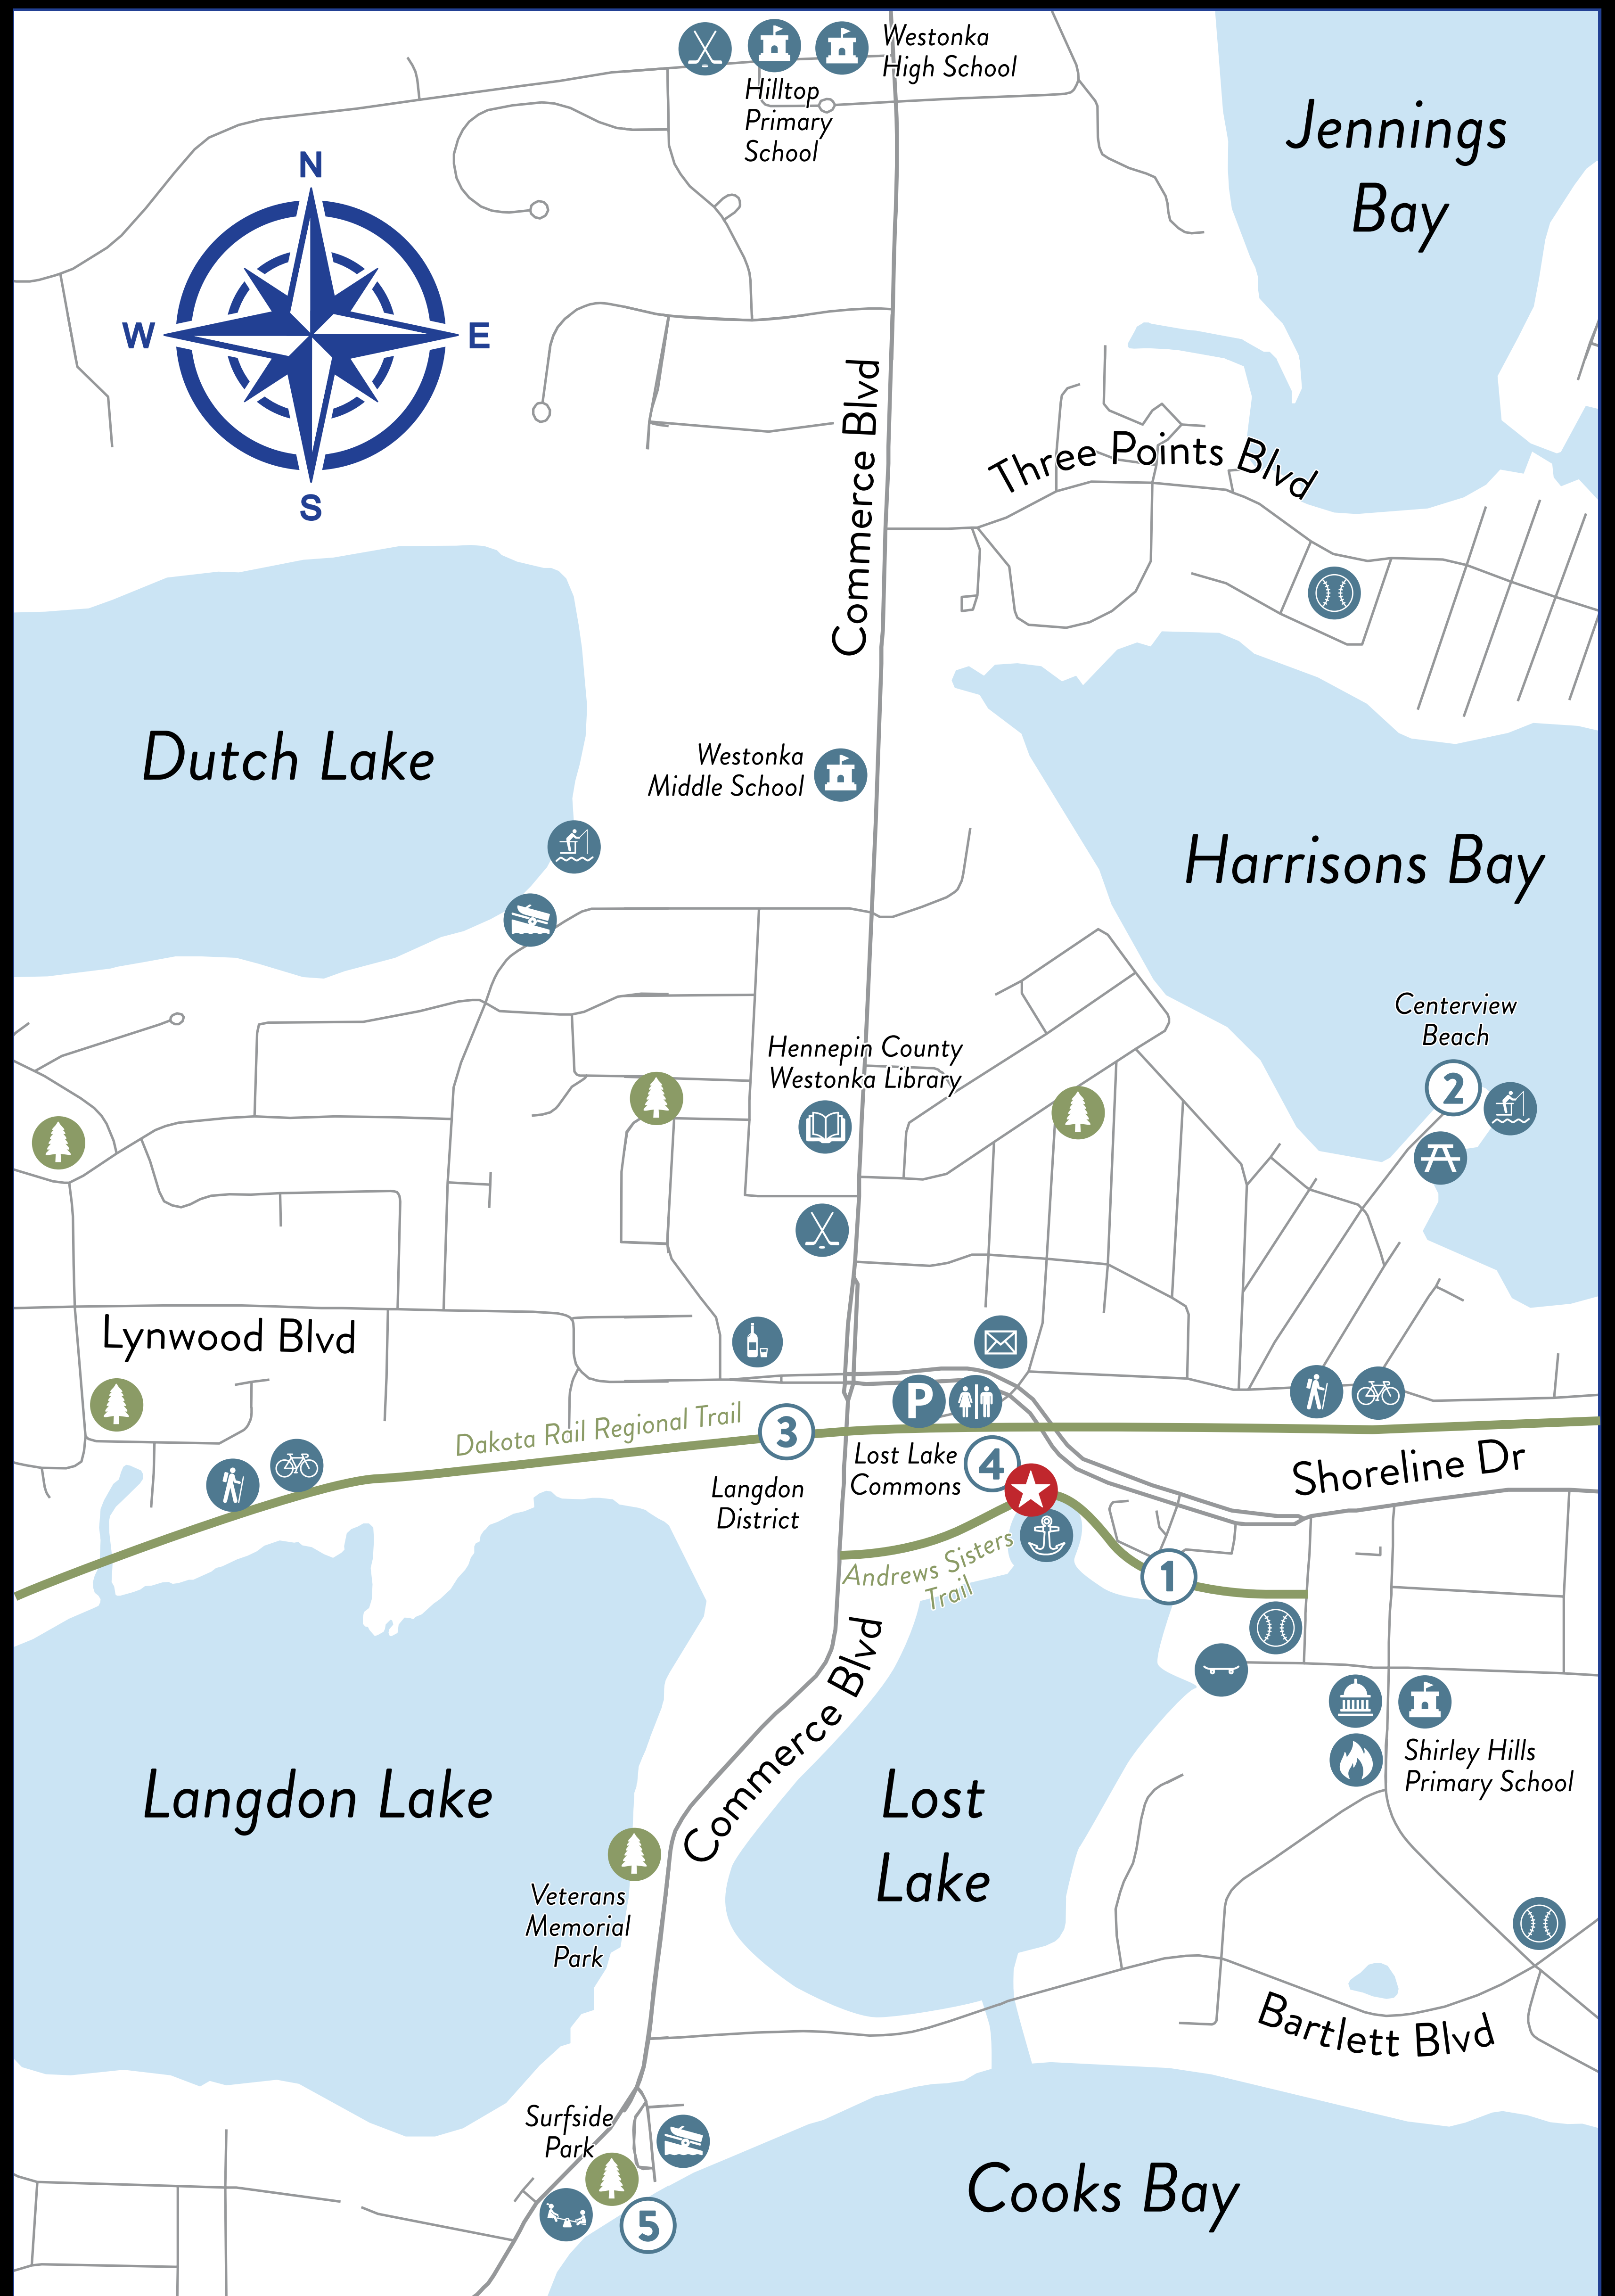 Westonka
High School
Hilltop
Primary
School
Jennings
Bay
N
W
E
S
Commerce Blvd
Three Points Blvd
Dutch Lake
Westonka
Middle School
Harrisons Bay
Centerview
Beach
2
Hennepin County
Westonka Library
Lynwood Blvd
P
Dakota Rail Regional Trail
3
Lost Lake
Commons
4
Shoreline Dr
Langdon
District
Andrews Sisters
Trail
1
Commerce Blvd
Langdon Lake
Lost
Lake
Shirley Hills
Primary School
Veterans
Memorial
Park
Bartlett Blvd
Surfside
Park
Cooks Bay
5